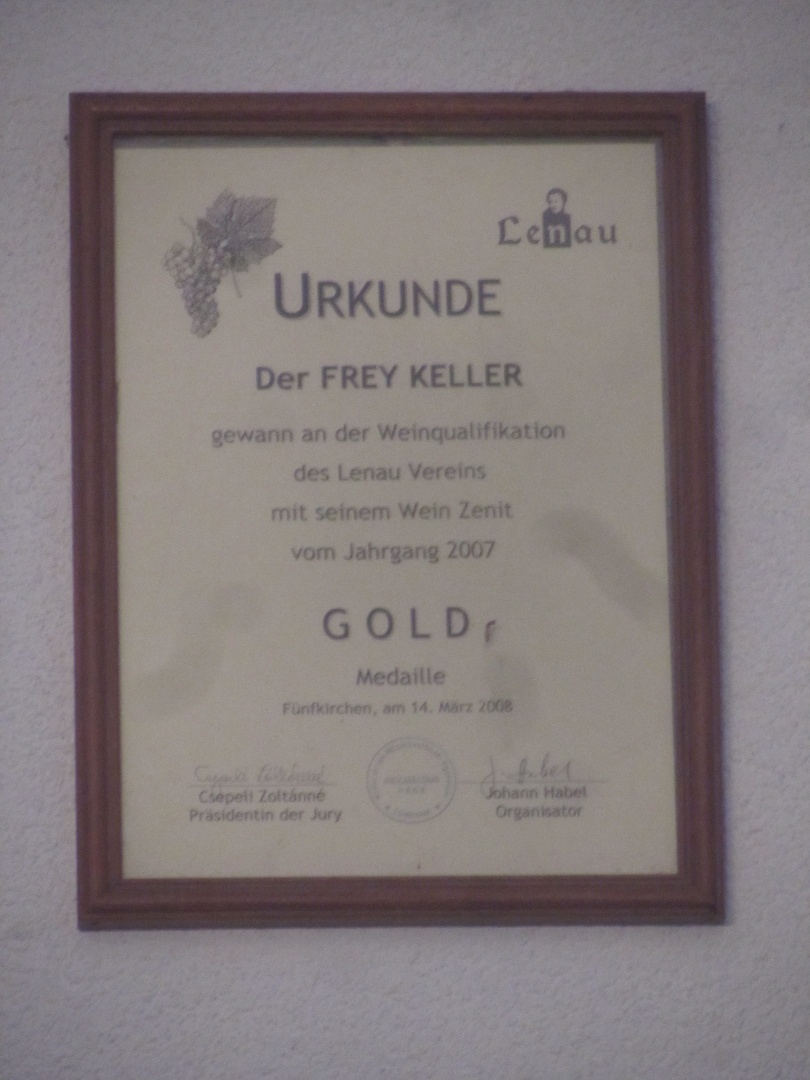 Lenau
URKUNDE
Der FREY KELLER
gewann an der Weinqualifikation
des Lenau Vereins
mit seinem Wein Zenit
vom Jahrgang 2007
GOLD
Medaille
Fünfkirchen, am 14. März 2008
Csepeli Zoltánné
Präsidentin der Jury
Johann Habel
Organisator